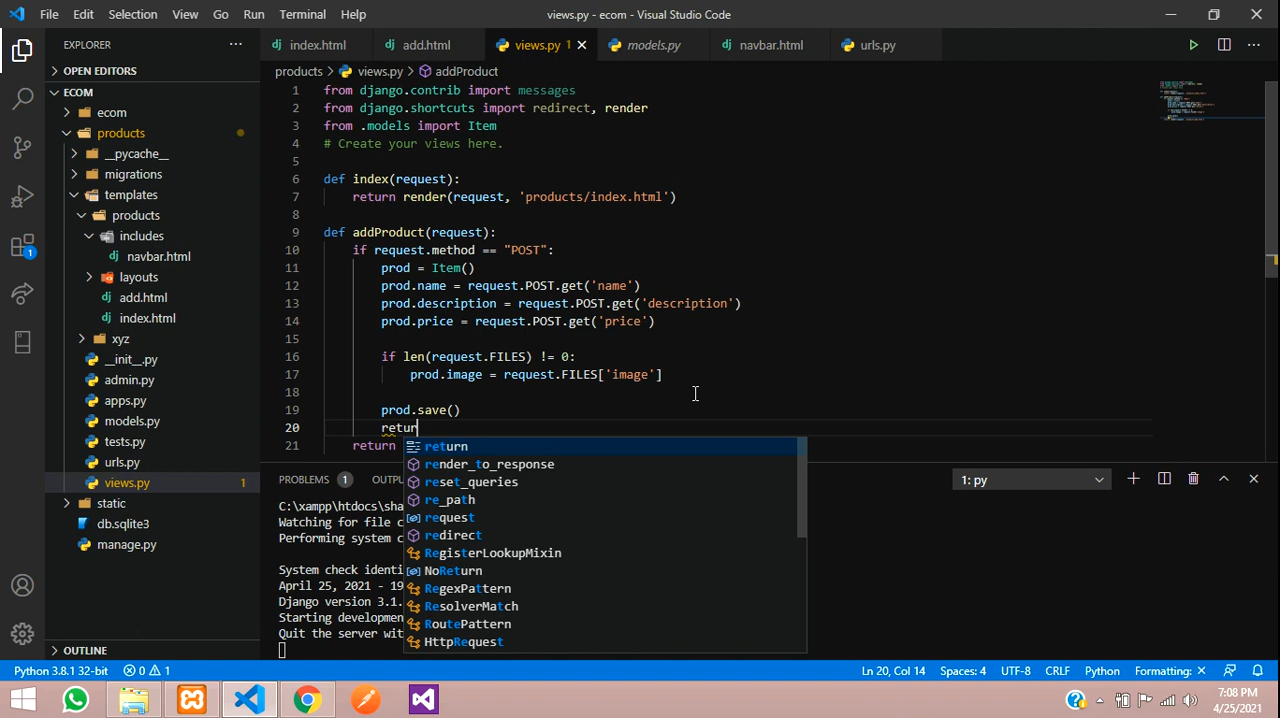 File Edit Selection View Go Run Terminal Help
views.py - ecom - Visual Studio Code
EXPLORER
OPEN EDITORS
ECOM
ecom
products
__pycache__
migrations
templates
products
includes
navbar.html
layouts
add.html
index.html
xyz
__init__.py
admin.py
apps.py
models.py
tests.py
urls.py
views.py 1
static
db.sqlite3
manage.py
OUTLINE
index.html add.html views.py 1 models.py navbar.html urls.py
products > views.py > addProduct
1 from django.contrib import messages
2 from django.shortcuts import redirect, render
3 from .models import Item
4 # Create your views here.
5
6 def index(request):
7 return render(request, 'products/index.html')
8
9 def addProduct(request):
10 if request.method == "POST":
11 prod = Item()
12 prod.name = request.POST.get('name')
13 prod.description = request.POST.get('description')
14 prod.price = request.POST.get('price')
15
16 if len(request.FILES) != 0:
17 prod.image = request.FILES['image']
18
19 prod.save()
20 retur
21 return
return
render_to_response
reset_queries
re_path
request
redirect
RegisterLookupMixin
NoReturn
RegexPattern
ResolverMatch
RoutePattern
HttpRequest
PROBLEMS 1 OUTPU
1: py
C:\xampp\htdocs\sha
Watching for file c
Performing system c
System check identi
April 25, 2021 - 19
Django version 3.1.
Starting developmen
Quit the server wit
Python 3.8.1 32-bit 0 1 Ln 20, Col 14 Spaces: 4 UTF-8 CRLF Python Formatting: ×
1
7:08 PM
4/25/2021